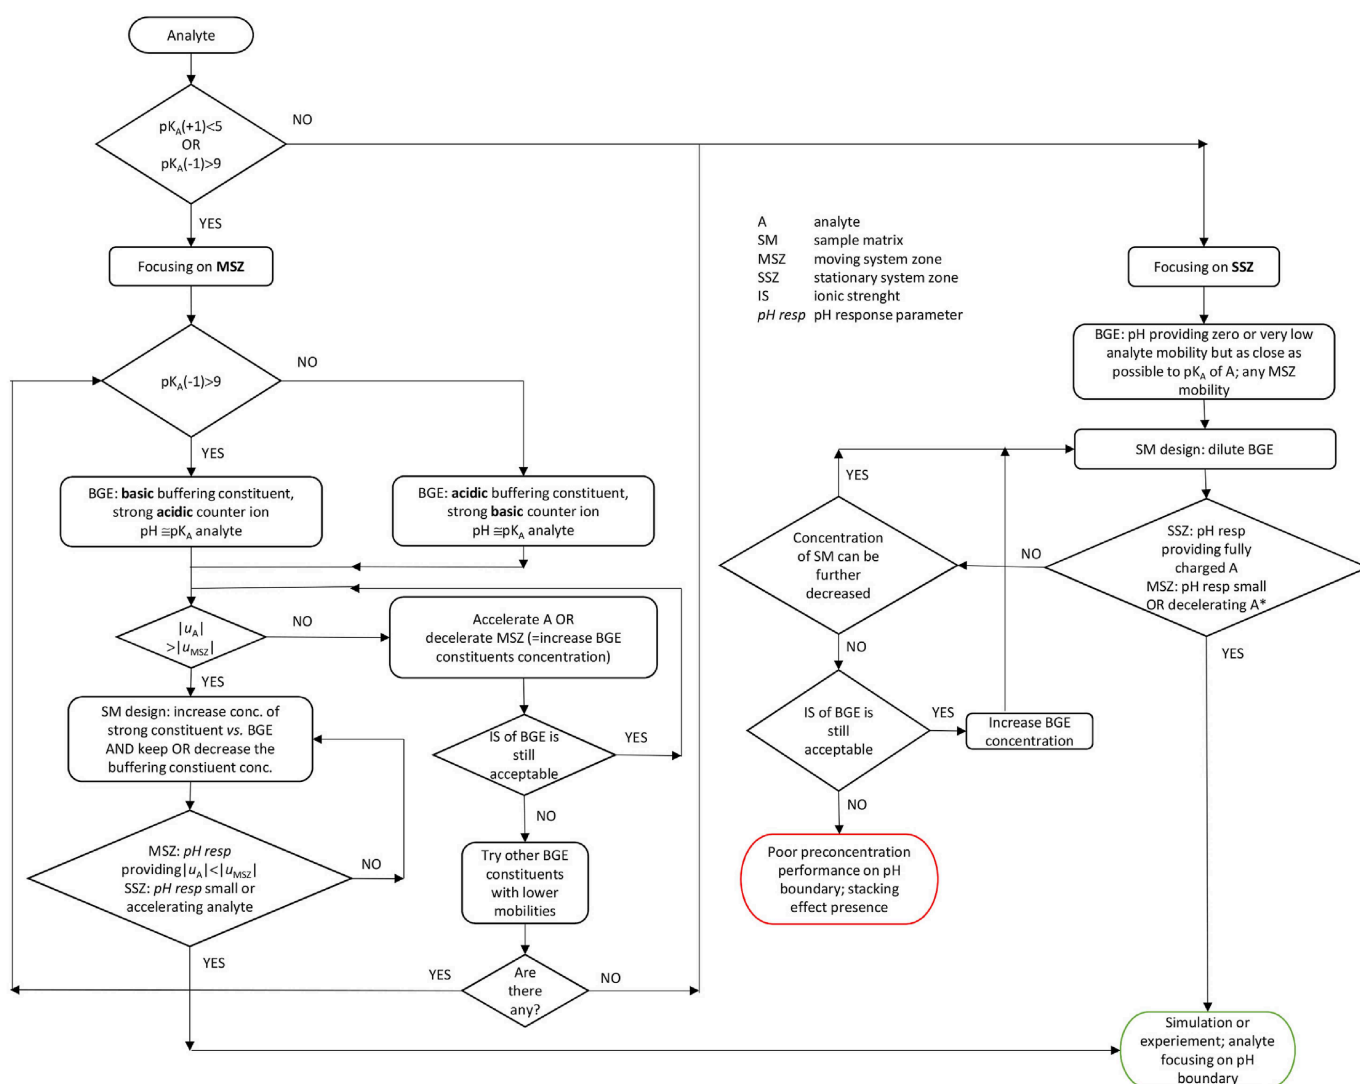 Analyte
pKA(+1)<5
OR
pKA(-1)>9
NO
YES
Focusing on MSZ
pKA(-1)>9
NO
YES
BGE: basic buffering constituent,
strong acidic counter ion
pH ≅pKA analyte
BGE: acidic buffering constituent,
strong basic counter ion
pH ≅pKA analyte
|uA|
>|uMSZ|
NO
YES
Accelerate A OR
decelerate MSZ (=increase BGE
constituents concentration)
SM design: increase conc. of
strong constituent vs. BGE
AND keep OR decrease the
buffering constituent conc.
IS of BGE is
still
acceptable
YES
NO
MSZ: pH resp
providing|uA|<|uMSZ|
SSZ: pH resp small or
accelerating analyte
NO
YES
Try other BGE
constituents
with lower
mobilities
Are
there
any?
YES
NO
A analyte
SM sample matrix
MSZ moving system zone
SSZ stationary system zone
IS ionic strenght
pH resp pH response parameter
Focusing on SSZ
BGE: pH providing zero or very low
analyte mobility but as close as
possible to pKA of A; any MSZ
mobility
SM design: dilute BGE
SSZ: pH resp
providing fully
charged A
MSZ: pH resp small
OR decelerating A*
NO
YES
Concentration
of SM can be
further
decreased
YES
NO
IS of BGE is
still
acceptable
YES
NO
Increase BGE
concentration
Poor preconcentration
performance on pH
boundary; stacking
effect presence
Simulation or
experiement; analyte
focusing on pH
boundary